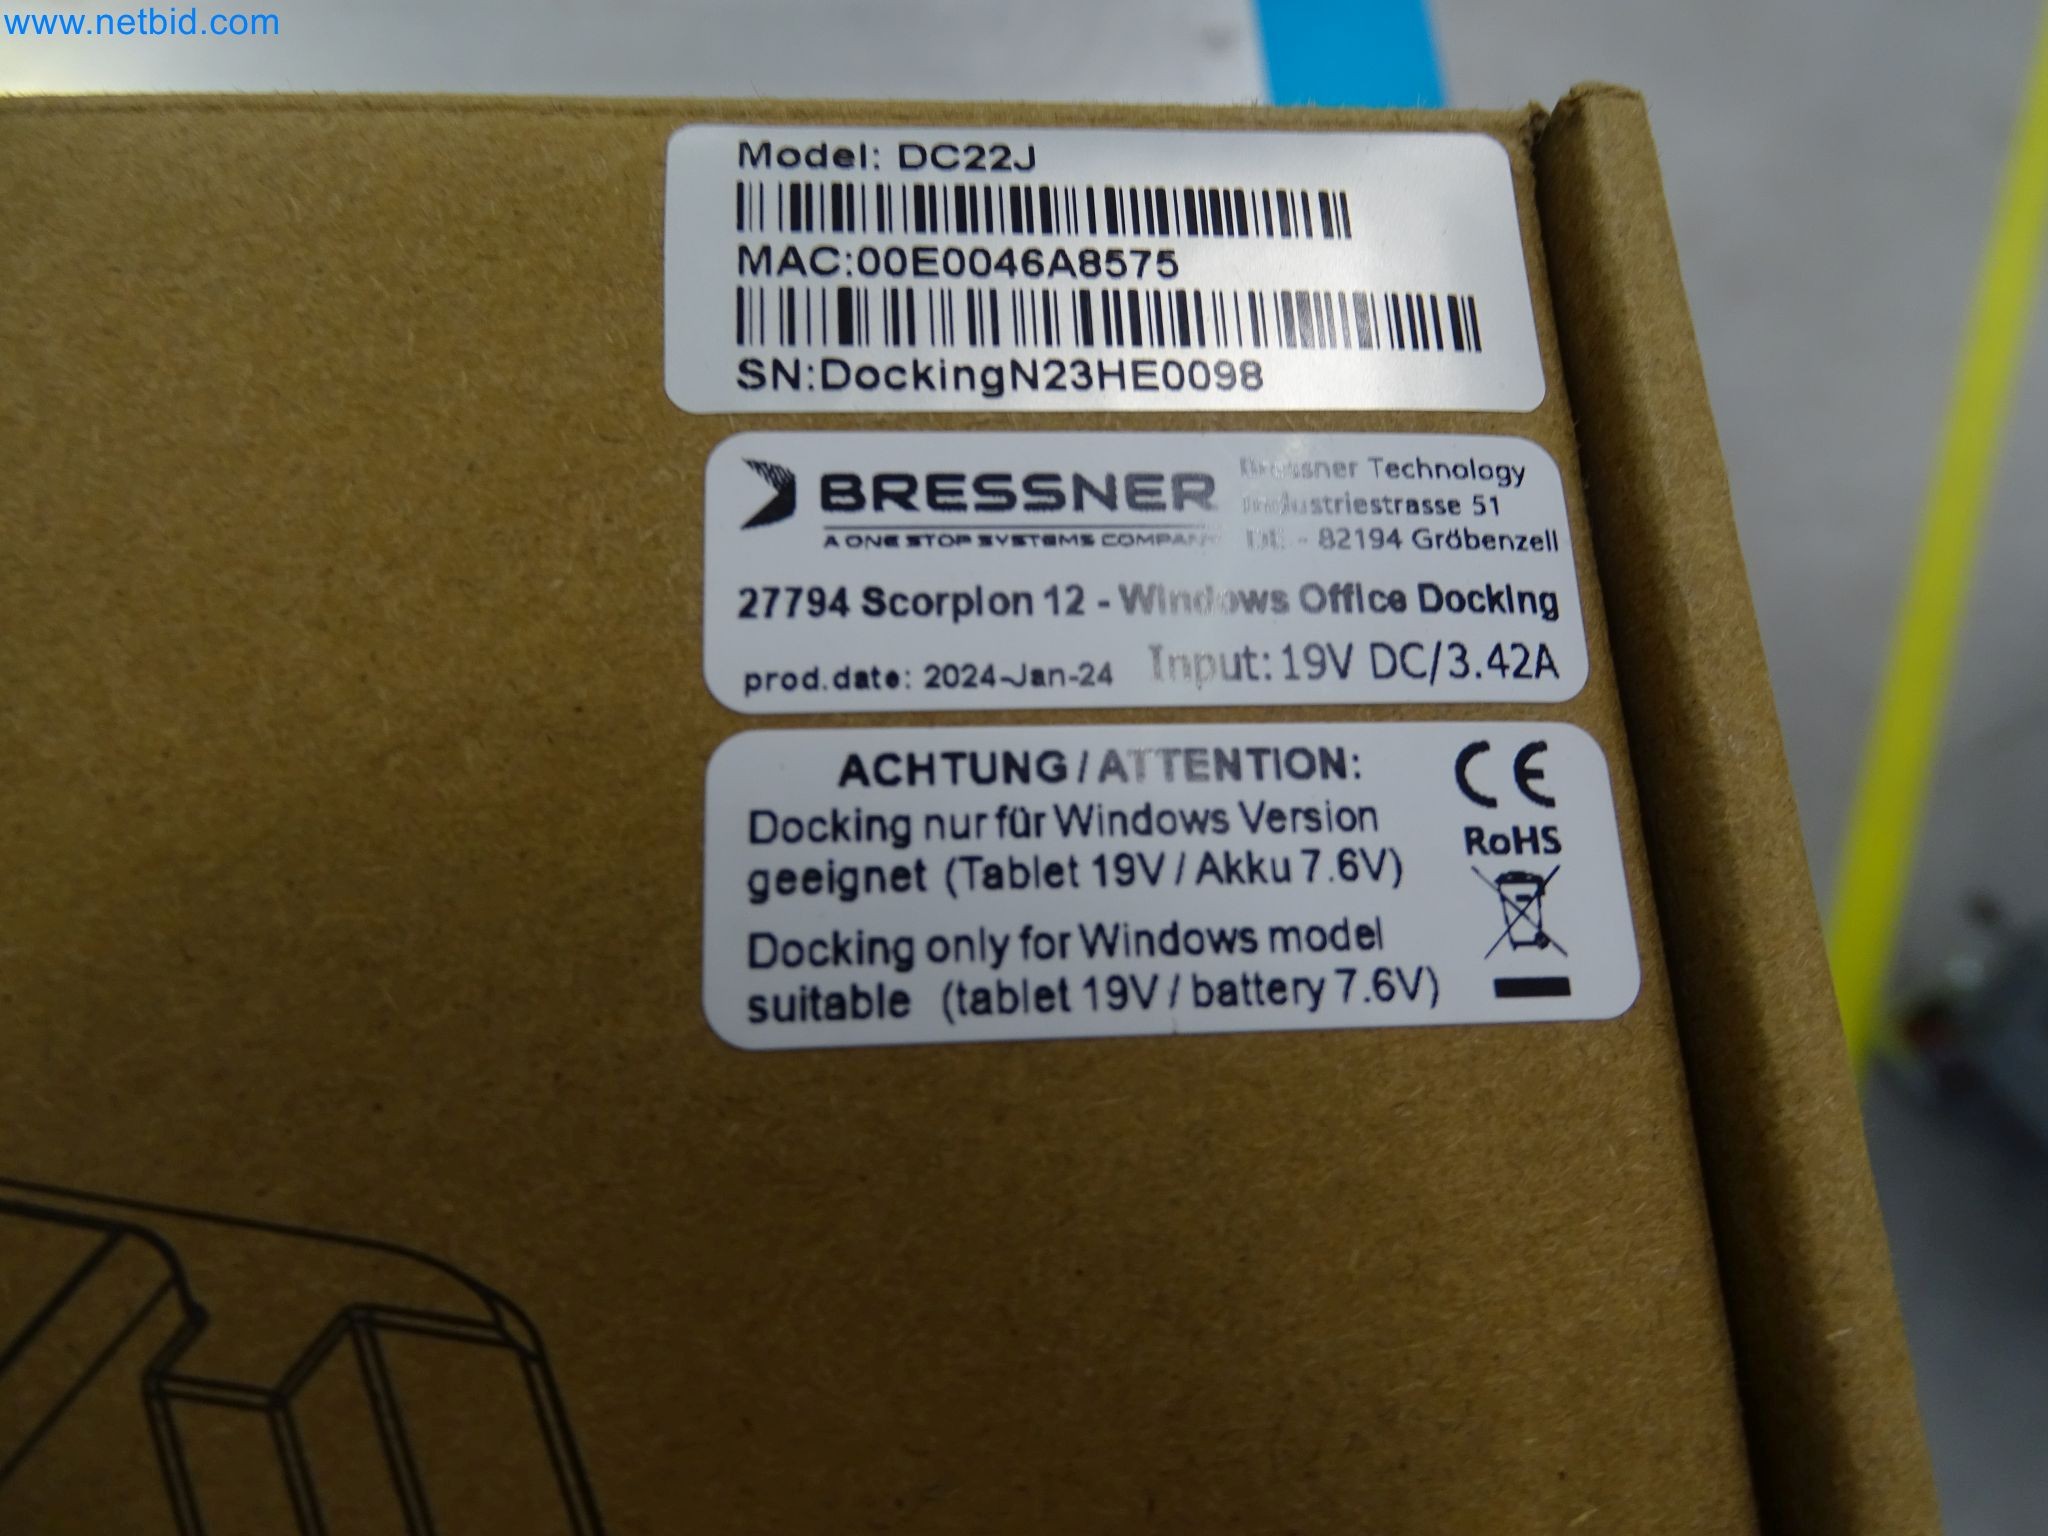 www.netbid.com
Model: DC22J
MAC:00E0046A8575
SN:DockingN23HE0098
BRESSNER
A ONE STOP SYSTEMS COMPANY
Bressner Technology
Industriestrasse 51
DE - 82194 Gröbenzell
27794 Scorpion 12 - Windows Office Docking
prod.date: 2024-Jan-24
Input: 19V DC/3.42A
ACHTUNG / ATTENTION:
Docking nur für Windows Version
geeignet (Tablet 19V / Akku 7.6V)
Docking only for Windows model
suitable (tablet 19V / battery 7.6V)
CE
RoHS